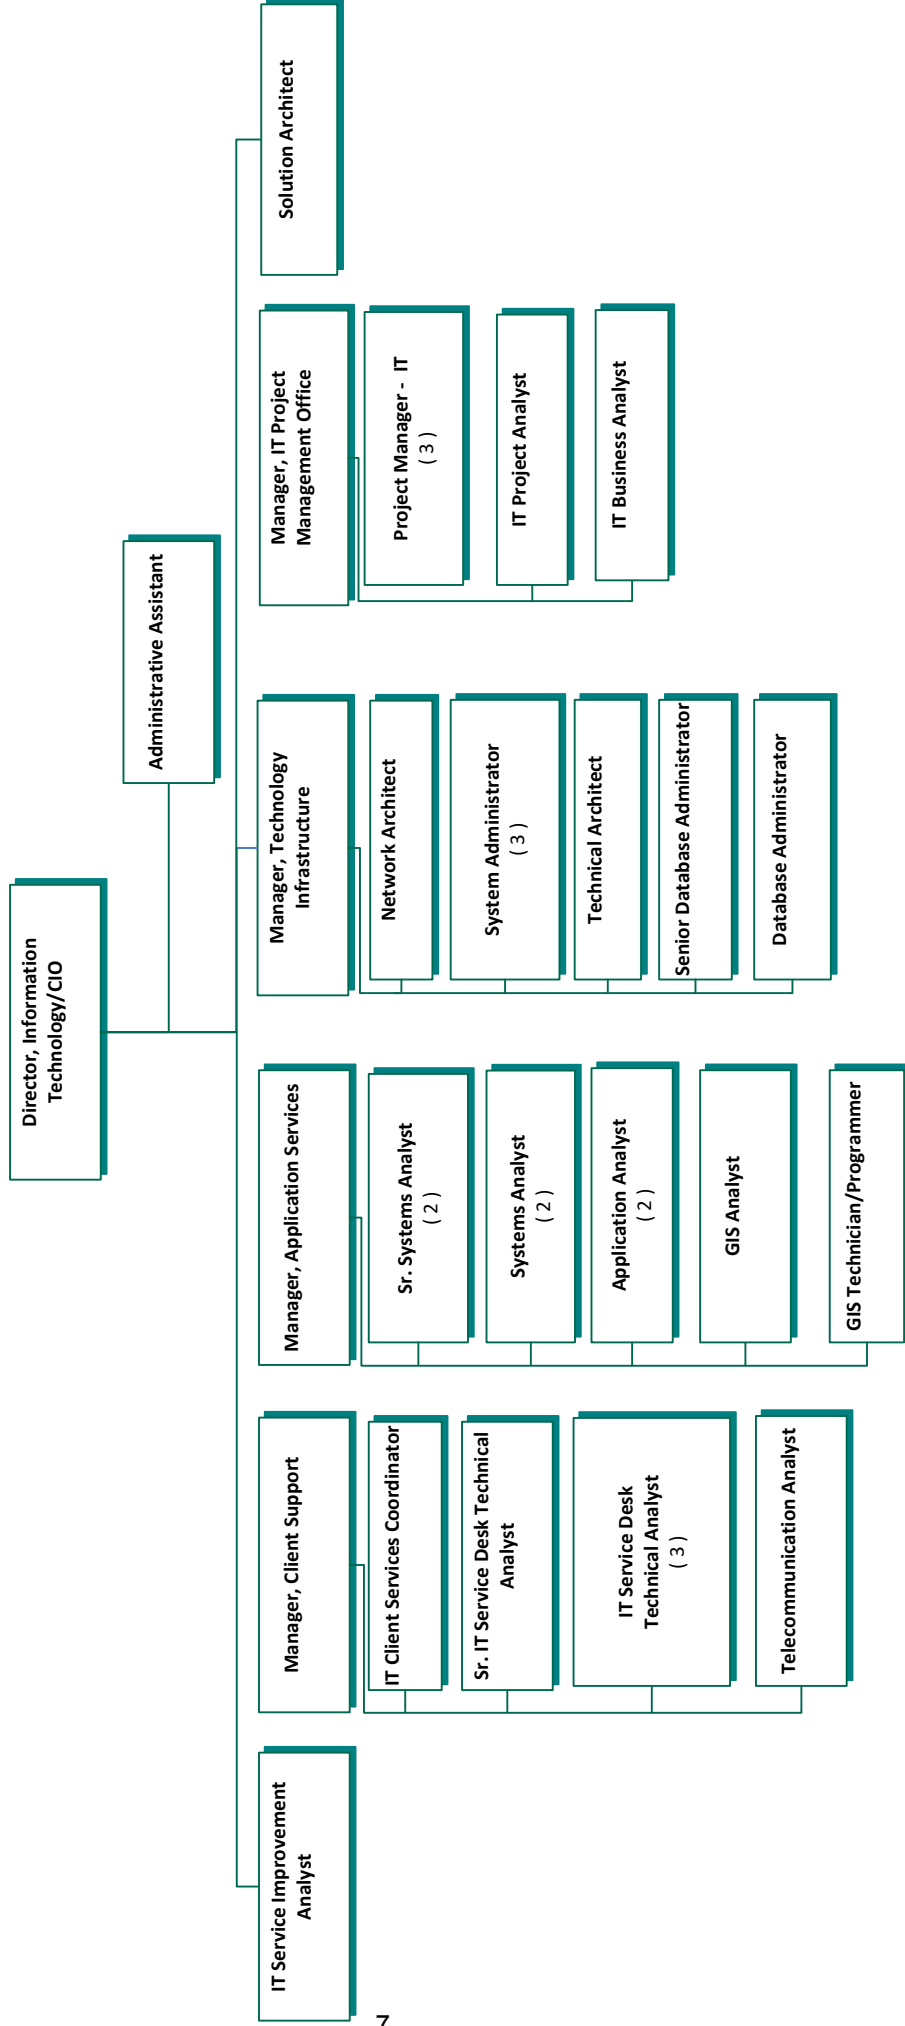 Director, Information
Technology/CIO
Administrative Assistant
IT Service Improvement
Analyst
Manager, Client Support
IT Client Services Coordinator
Sr. IT Service Desk Technical
Analyst
IT Service Desk
Technical Analyst
( 3 )
Telecommunication Analyst
Manager, Application Services
Sr. Systems Analyst
( 2 )
Systems Analyst
( 2 )
Application Analyst
( 2 )
GIS Analyst
GIS Technician/Programmer
Manager, Technology
Infrastructure
Network Architect
System Administrator
( 3 )
Technical Architect
Senior Database Administrator
Database Administrator
Manager, IT Project
Management Office
Project Manager - IT
( 3 )
IT Project Analyst
IT Business Analyst
Solution Architect
7